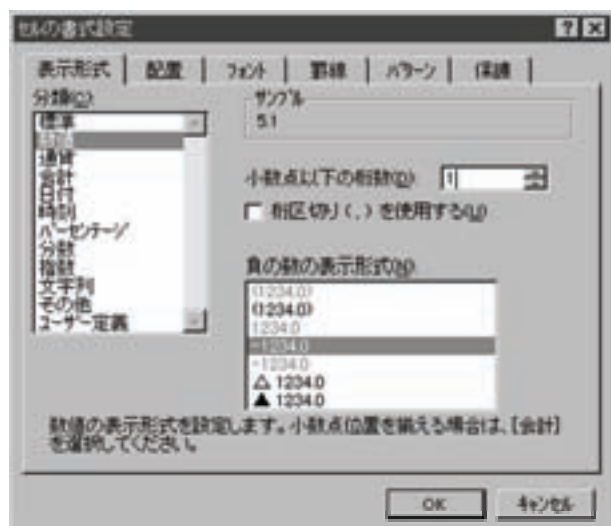 セルの書式設定
表示形式 配置 フォント 罫線 パターン 保護
分類(C)
標準
数値
通貨
会計
日付
時刻
パーセンテージ
分数
指数
文字列
その他
ユーザー定義
サンプル
5.1
小数点以下の桁数(D) 1
桁区切り(,)を使用する(U)
負の数の表示形式(N)
(1234.0)
(1234.0)
1234.0
-1234.0
-1234.0
△ 1234.0
▲ 1234.0
数値の表示形式を設定します。小数点位置を揃える場合は、[会計]
を選択してください。
OK キャンセル